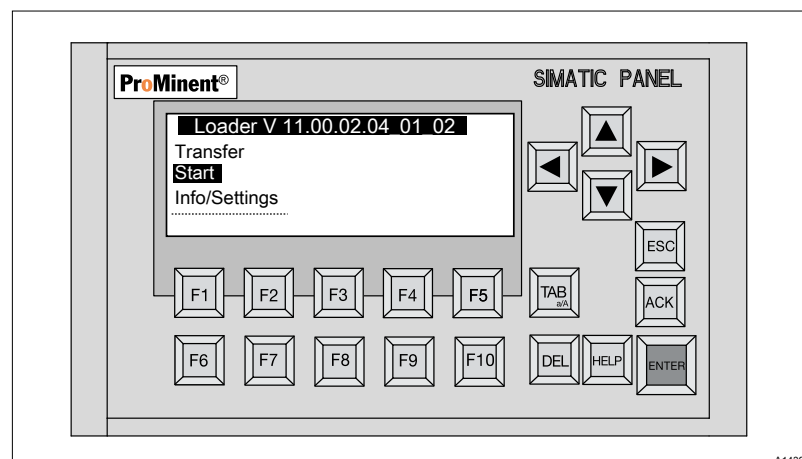 ProMinent®
SIMATIC PANEL
Loader V 11.00.02.04_01_02
Transfer
Start
Info/Settings
ESC
F1 F2 F3 F4 F5 TAB a/A ACK
F6 F7 F8 F9 F10 DEL HELP ENTER